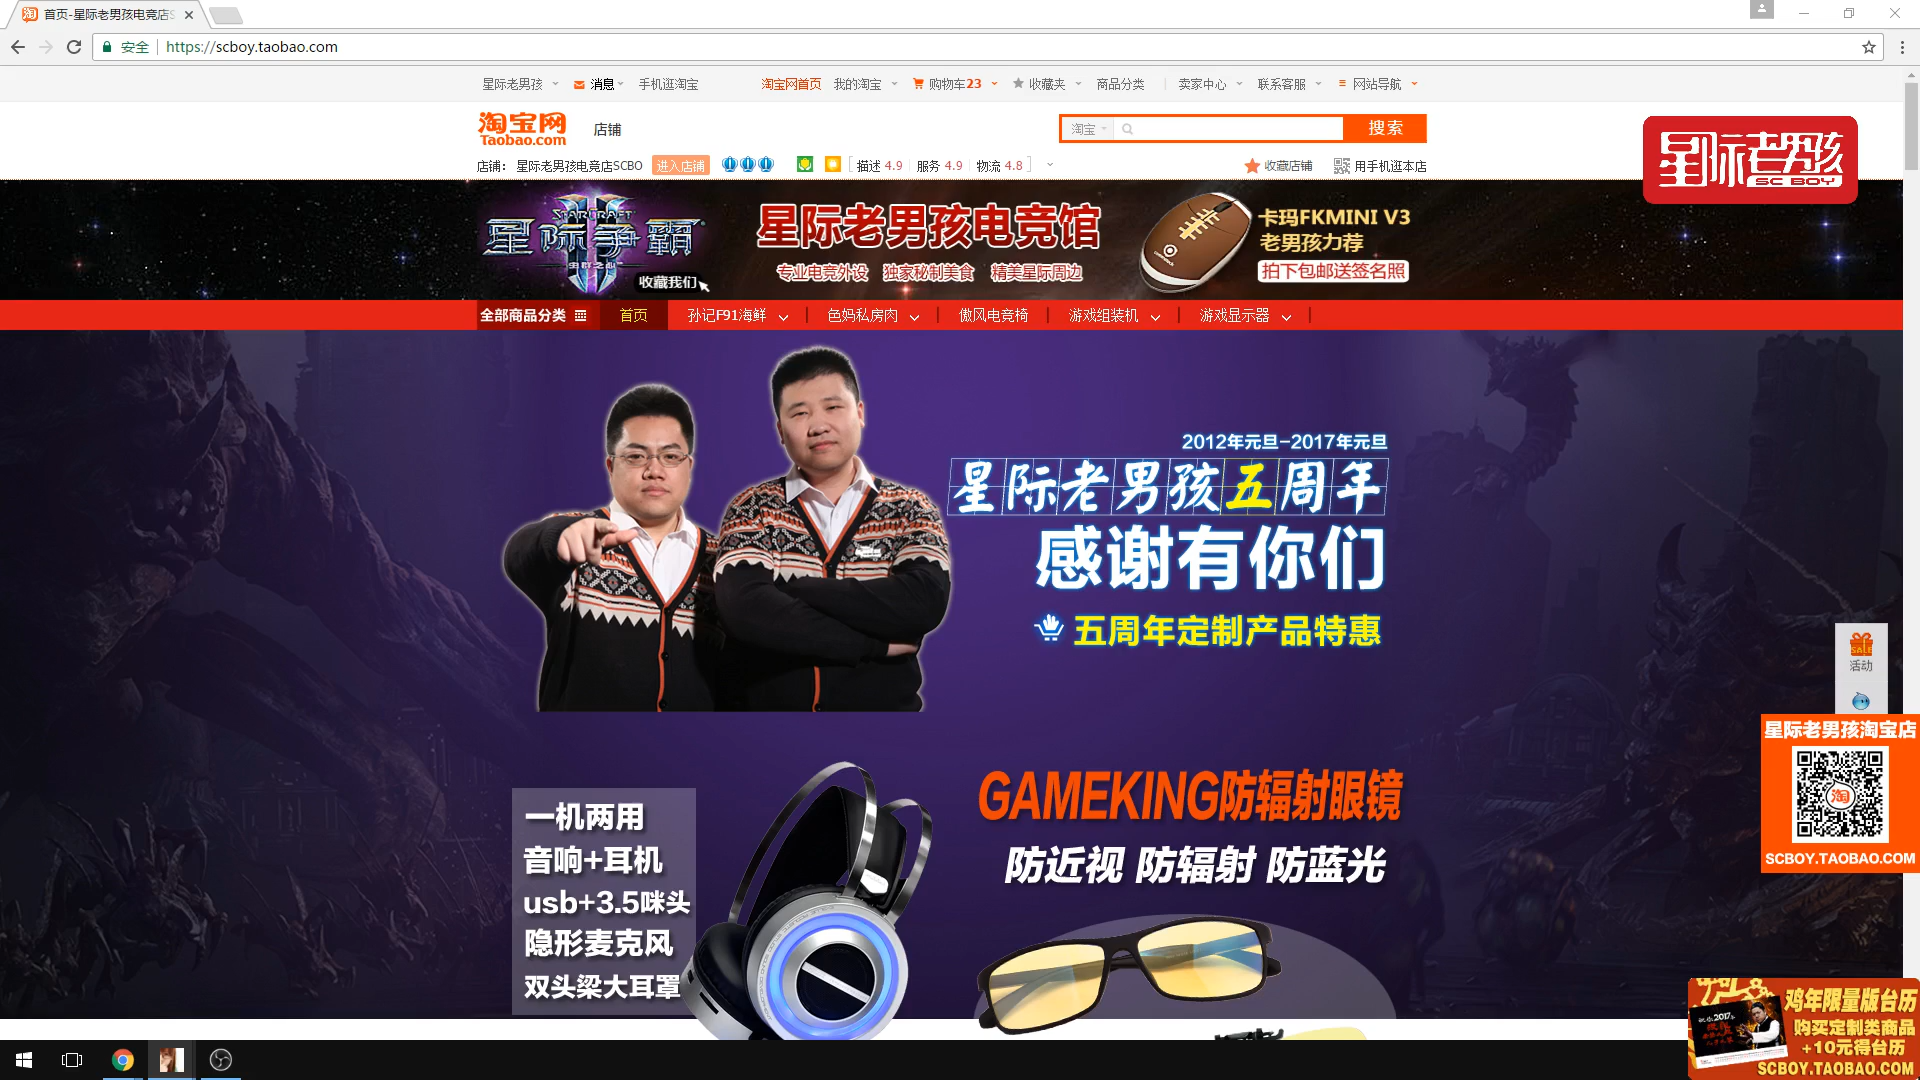 首页-星际老男孩电竞店S
安全 https://scboy.taobao.com
星际老男孩 消息 手机逛淘宝 淘宝网首页 我的淘宝 购物车23 收藏夹 商品分类 卖家中心 联系客服 网站导航
淘宝网
Taobao.com
店铺
淘宝 搜索
店铺： 星际老男孩电竞店SCBO 进入店铺 描述 4.9 服务 4.9 物流 4.8 收藏店铺 用手机逛本店
星际老男孩
SC BOY
STARCRAFT
星际争霸
II
虫群之心
收藏我们
星际老男孩电竞馆
专业电竞外设 独家秘制美食 精美星际周边
卡玛FKMINI V3
老男孩力荐
拍下包邮送签名照
全部商品分类 首页 孙记F91海鲜 色妈私房肉 傲风电竞椅 游戏组装机 游戏显示器
2012年元旦-2017年元旦
星际老男孩五周年
感谢有你们
五周年定制产品特惠
SALE
活动
星际老男孩淘宝店
淘
SCBOY.TAOBAO.COM
一机两用
音响+耳机
usb+3.5咪头
隐形麦克风
双头梁大耳罩
GAMEKING防辐射眼镜
防近视 防辐射 防蓝光
鸡年限量版台历
购买定制类商品
+10元得台历
SCBOY.TAOBAO.COM